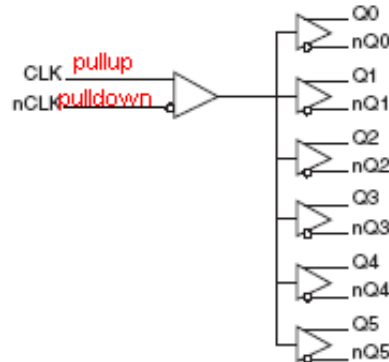 Q0
nQ0
CLK pullup
nCLK pulldown
Q1
nQ1
Q2
nQ2
Q3
nQ3
Q4
nQ4
Q5
nQ5